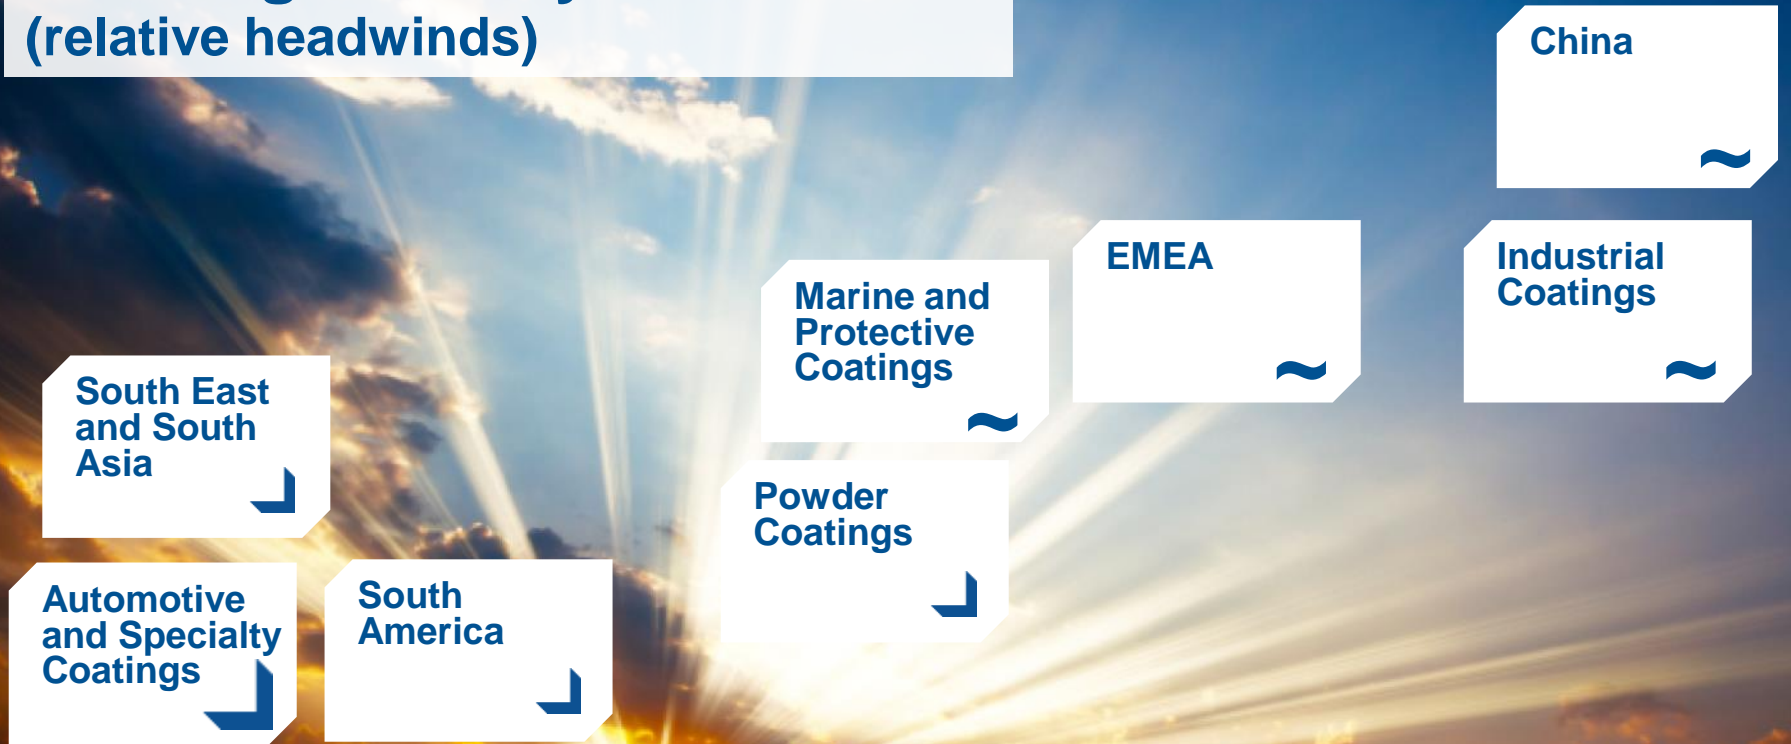 (relative headwinds)
China
~
EMEA
~
Industrial
Coatings
~
Marine and
Protective
Coatings
~
South East
and South
Asia
Powder
Coatings
Automotive
and Specialty
Coatings
South
America